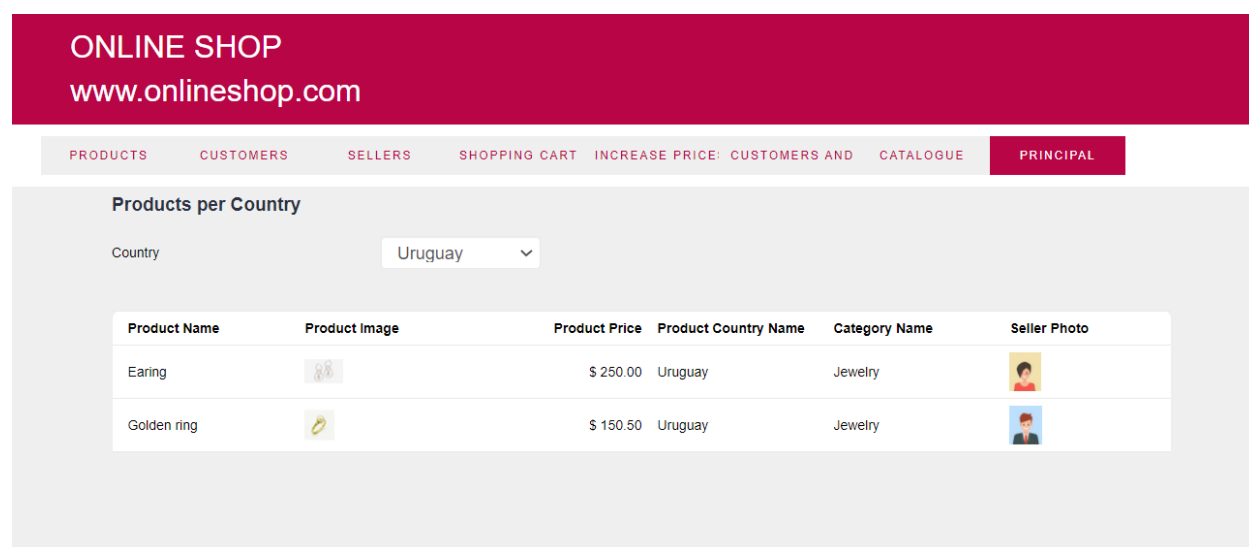 ONLINE SHOP
www.onlineshop.com
PRODUCTS CUSTOMERS SELLERS SHOPPING CART INCREASE PRICE CUSTOMERS AND CATALOGUE PRINCIPAL
Products per Country
Country Uruguay
Product Name Product Image Product Price Product Country Name Category Name Seller Photo
Earing $ 250.00 Uruguay Jewelry
Golden ring $ 150.50 Uruguay Jewelry